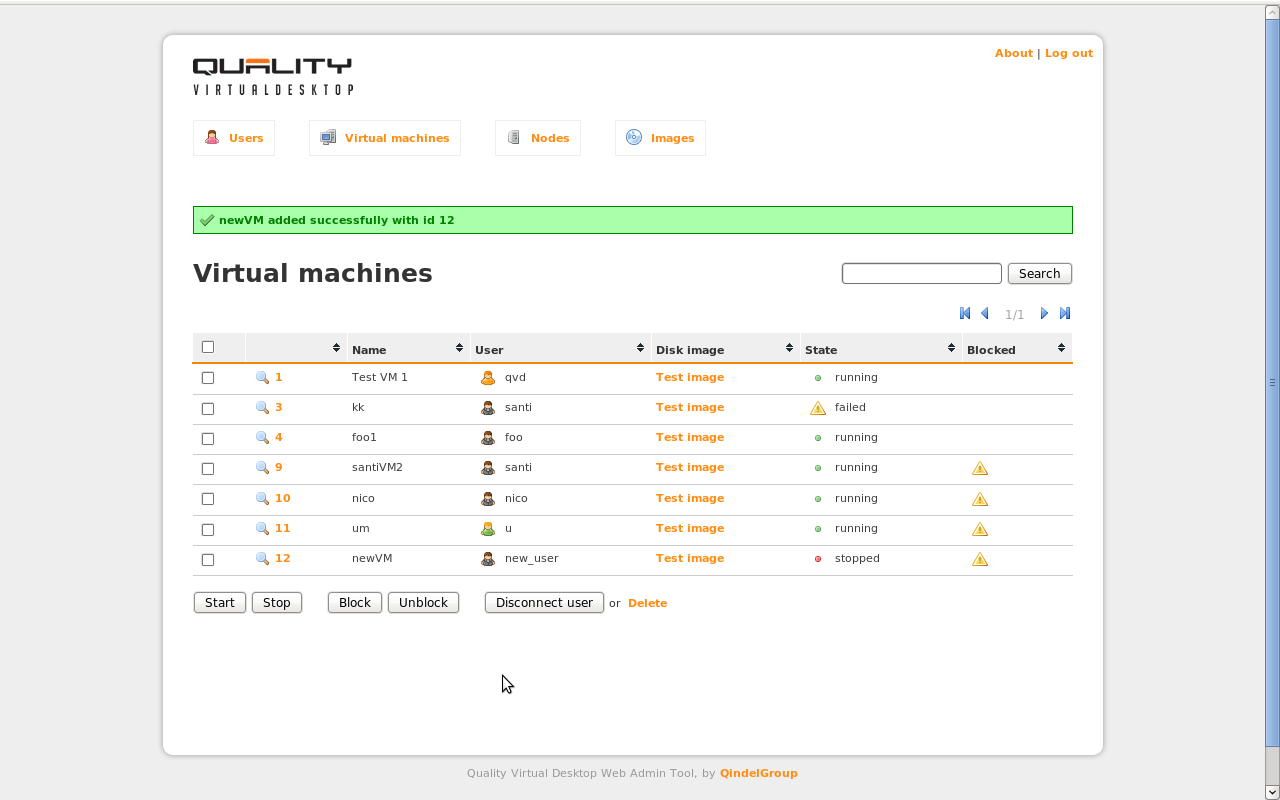 About | Log out
QUALITY
VIRTUALDESKTOP
Users Virtual machines Nodes Images
newVM added successfully with id 12
Virtual machines Search
1/1
Name User Disk image State Blocked
1 Test VM 1 qvd Test image running
3 kk santi Test image failed
4 foo1 foo Test image running
9 santiVM2 santi Test image running
10 nico nico Test image running
11 um u Test image running
12 newVM new_user Test image stopped
Start Stop Block Unblock Disconnect user or Delete
Quality Virtual Desktop Web Admin Tool, by QindelGroup